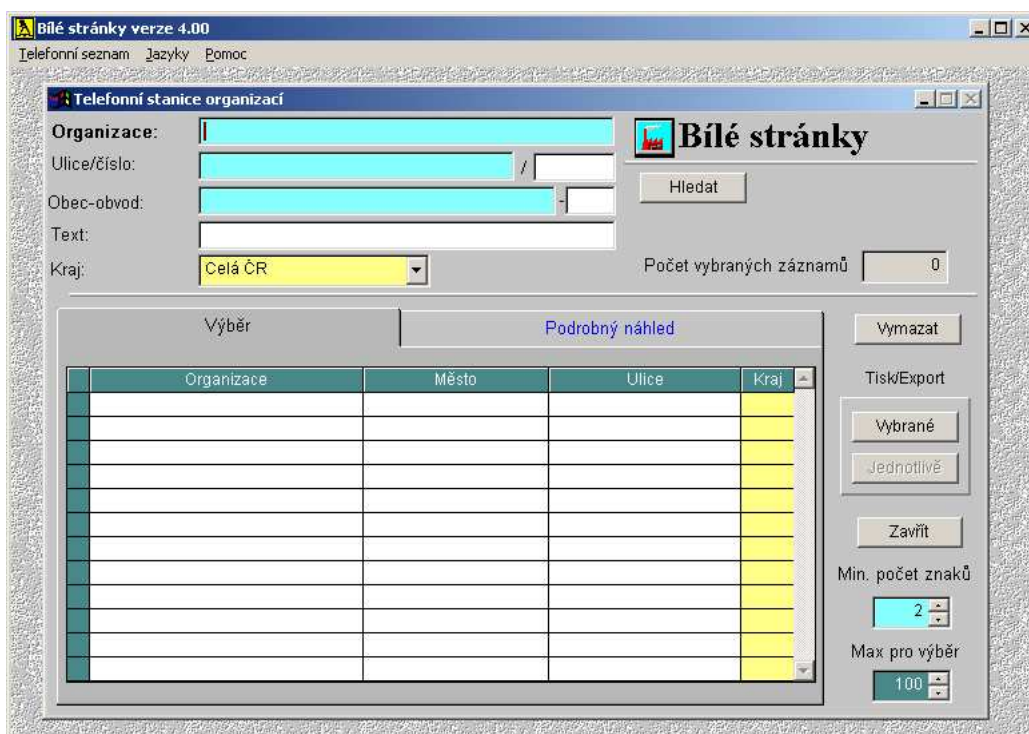 Bílé stránky verze 4.00
Telefonní seznam Jazyky Pomoc
Telefonní stanice organizací
Organizace:
Bílé stránky
Ulice/číslo: /
Hledat
Obec-obvod: -
Text:
Kraj: Celá ČR
Počet vybraných záznamů 0
Výběr Podrobný náhled
Vymazat
Organizace Město Ulice Kraj
Tisk/Export
Vybrané
Jednotlivě
Zavřít
Min. počet znaků
2
Max pro výběr
100